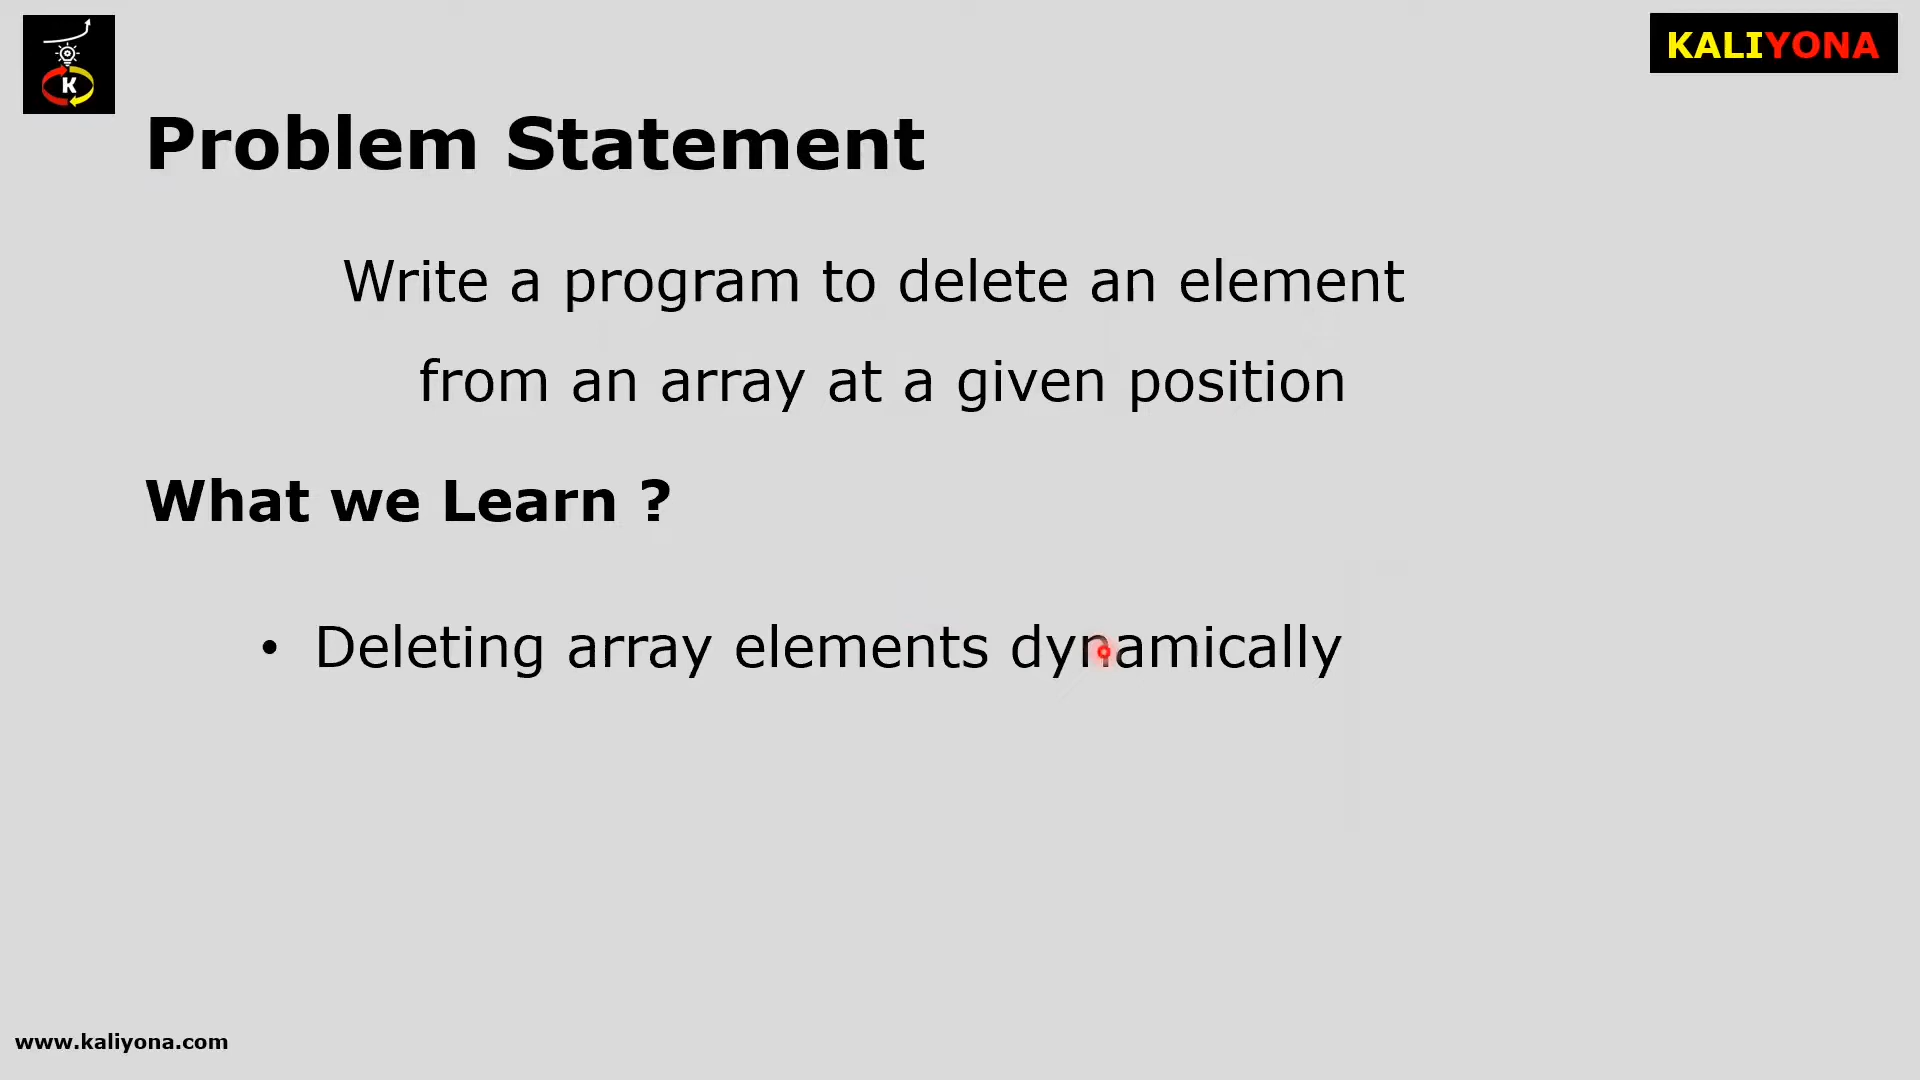 K
KALIYONA
Problem Statement
Write a program to delete an element
from an array at a given position
What we Learn ?
• Deleting array elements dynamically
www.kaliyona.com